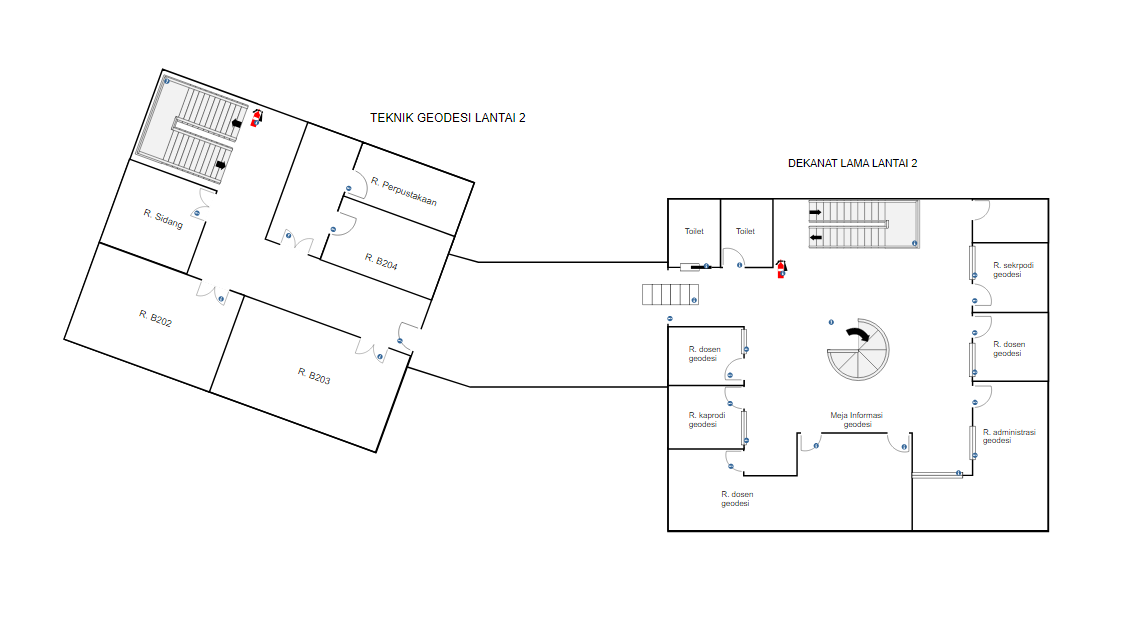 TEKNIK GEODESI LANTAI 2
R. Perpustakaan
R. Sidang
R. B204
R. B202
R. B203
DEKANAT LAMA LANTAI 2
Toilet
Toilet
R. sekrpodi
geodesi
R. dosen
geodesi
R. dosen
geodesi
R. kaprodi
geodesi
Meja Informasi
geodesi
R. administrasi
geodesi
R. dosen
geodesi